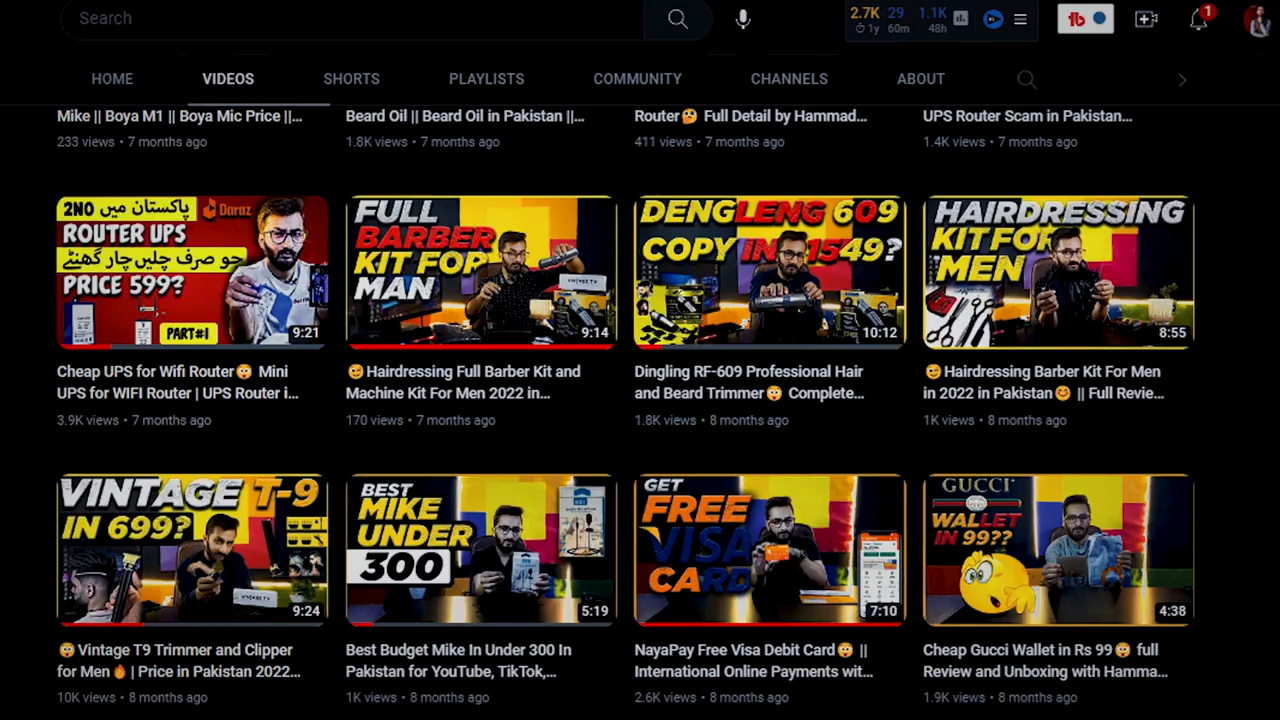 Search
2.7K 29 1.1K
1y 60m 48h
1
HOME VIDEOS SHORTS PLAYLISTS COMMUNITY CHANNELS ABOUT
Mike || Boya M1 || Boya Mic Price ||...
233 views • 7 months ago
Beard Oil || Beard Oil in Pakistan ||...
1.8K views • 7 months ago
Router🤔 Full Detail by Hammad...
411 views • 7 months ago
UPS Router Scam in Pakistan...
1.4K views • 7 months ago
2NO پاکستان میں
Daraz
ROUTER UPS
جو صرف چلیں چار گھنٹے
PRICE 599?
PART#1
9:21
Cheap UPS for Wifi Router😳 Mini
UPS for WIFI Router | UPS Router i...
3.9K views • 7 months ago
FULL
BARBER
KIT FOR
MAN
9:14
😄Hairdressing Full Barber Kit and
Machine Kit For Men 2022 in...
170 views • 7 months ago
DENGLENG 609
COPY IN 1549?
10:12
Dingling RF-609 Professional Hair
and Beard Trimmer😳 Complete...
1.8K views • 8 months ago
HAIRDRESSING
KIT FOR
MEN
8:55
😄Hairdressing Barber Kit For Men
in 2022 in Pakistan😊 || Full Revie...
1K views • 8 months ago
VINTAGE T-9
IN 699?
9:24
😳Vintage T9 Trimmer and Clipper
for Men🔥 | Price in Pakistan 2022...
10K views • 8 months ago
BEST
MIKE
UNDER
300
5:19
Best Budget Mike In Under 300 In
Pakistan for YouTube, TikTok,...
1K views • 8 months ago
GET
FREE
VISA
CARD
7:10
NayaPay Free Visa Debit Card😳 ||
International Online Payments wit...
2.6K views • 8 months ago
GUCCI
WALLET
IN 99??
4:38
Cheap Gucci Wallet in Rs 99😳 full
Review and Unboxing with Hamma...
1.9K views • 8 months ago